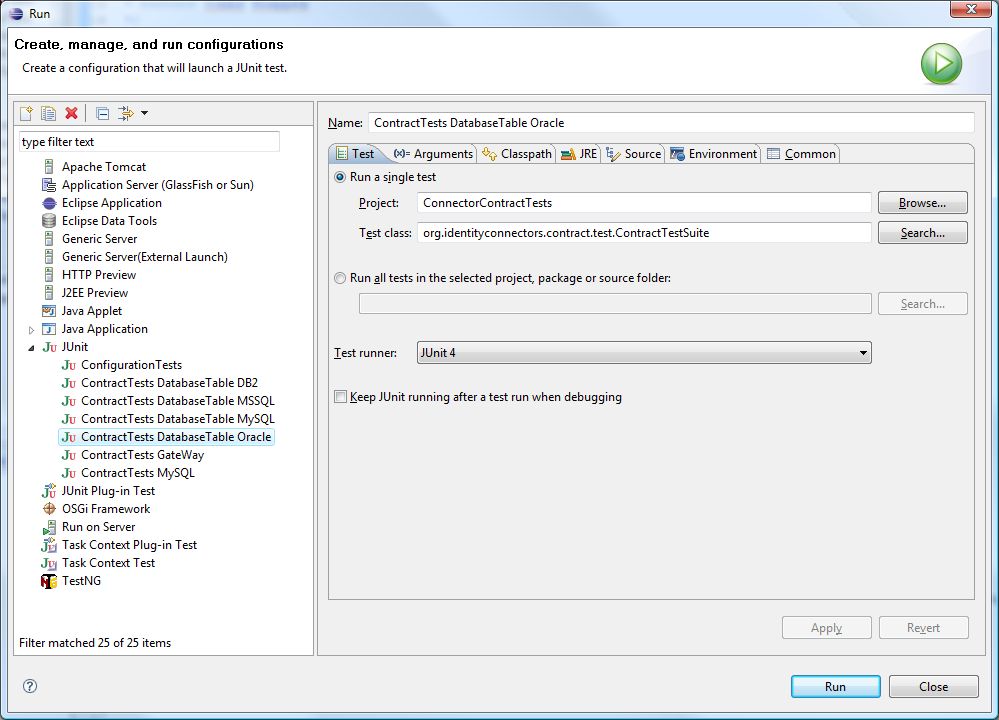 Run
Create, manage, and run configurations
Create a configuration that will launch a JUnit test.
type filter text
Apache Tomcat
Application Server (GlassFish or Sun)
Eclipse Application
Eclipse Data Tools
Generic Server
Generic Server(External Launch)
HTTP Preview
J2EE Preview
Java Applet
Java Application
JUnit
ConfigurationTests
ContractTests DatabaseTable DB2
ContractTests DatabaseTable MSSQL
ContractTests DatabaseTable MySQL
ContractTests DatabaseTable Oracle
ContractTests GateWay
ContractTests MySQL
JUnit Plug-in Test
OSGi Framework
Run on Server
Task Context Plug-in Test
Task Context Test
TestNG
Filter matched 25 of 25 items
Name: ContractTests DatabaseTable Oracle
Test (x)= Arguments Classpath JRE Source Environment Common
Run a single test
Project: ConnectorContractTests Browse...
Test class: org.identityconnectors.contract.test.ContractTestSuite Search...
Run all tests in the selected project, package or source folder:
Search...
Test runner: JUnit 4
Keep JUnit running after a test run when debugging
Apply Revert
Run Close